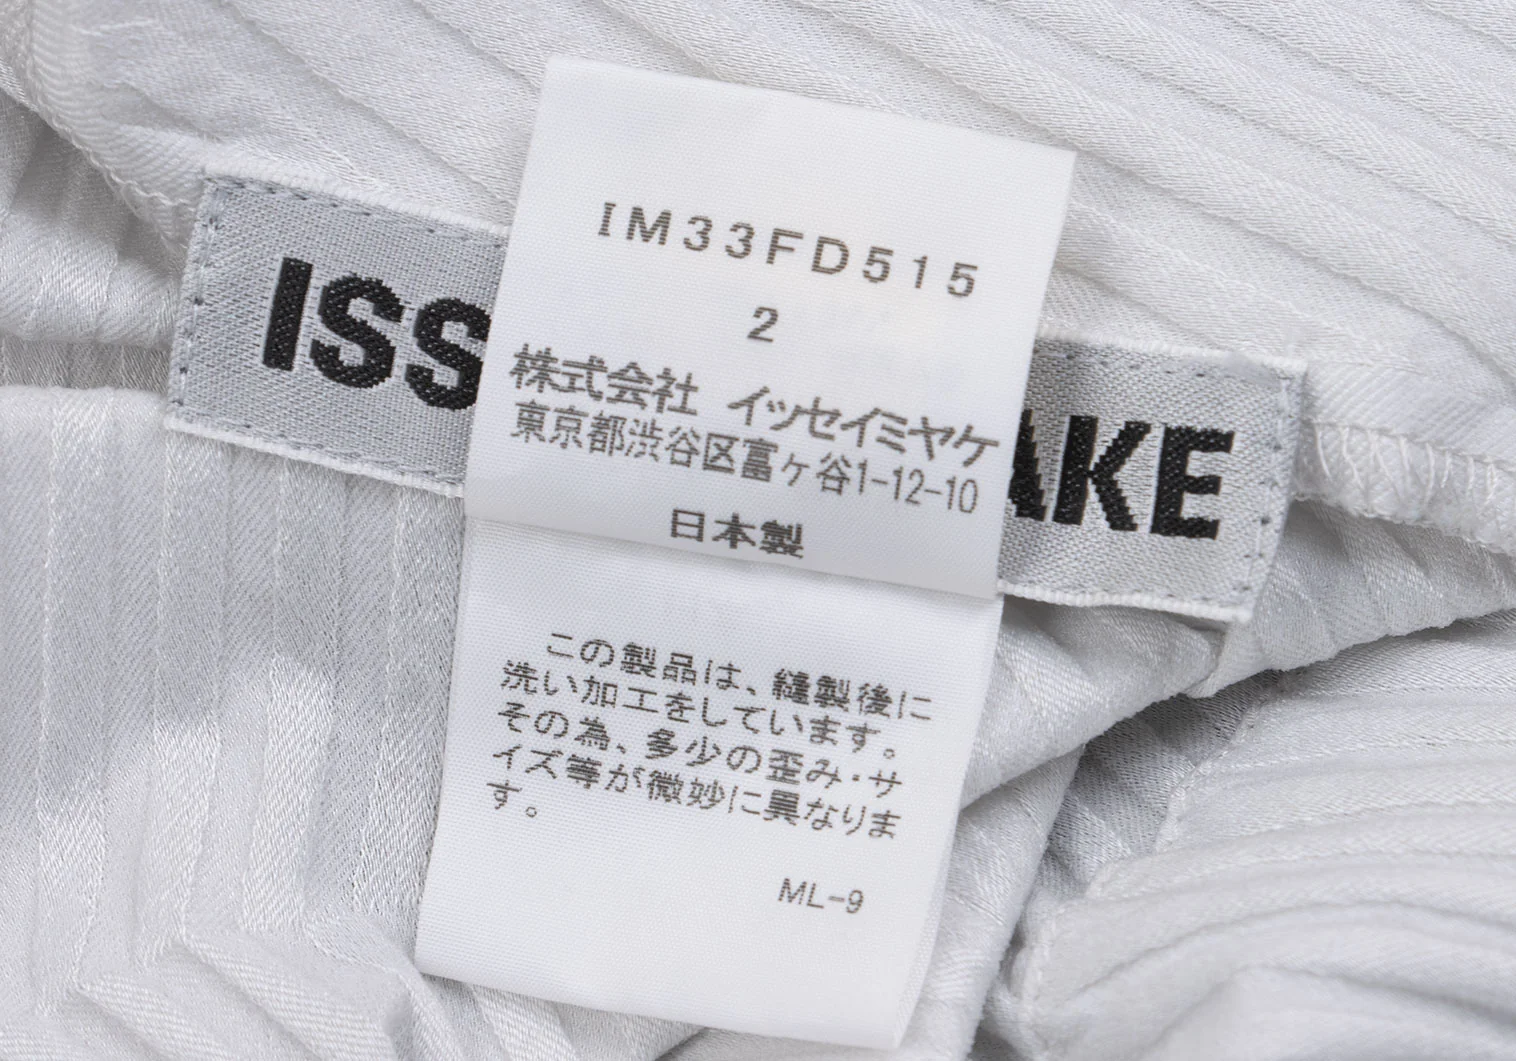 IM33FD515
2
株式会社 イッセイミヤケ
東京都渋谷区富ヶ谷1-12-10
日本製
ISS AKE
この製品は、縫製後に
洗い加工をしています。
その為、多少の歪み・サ
イズ等が微妙に異なりま
す。
ML-9